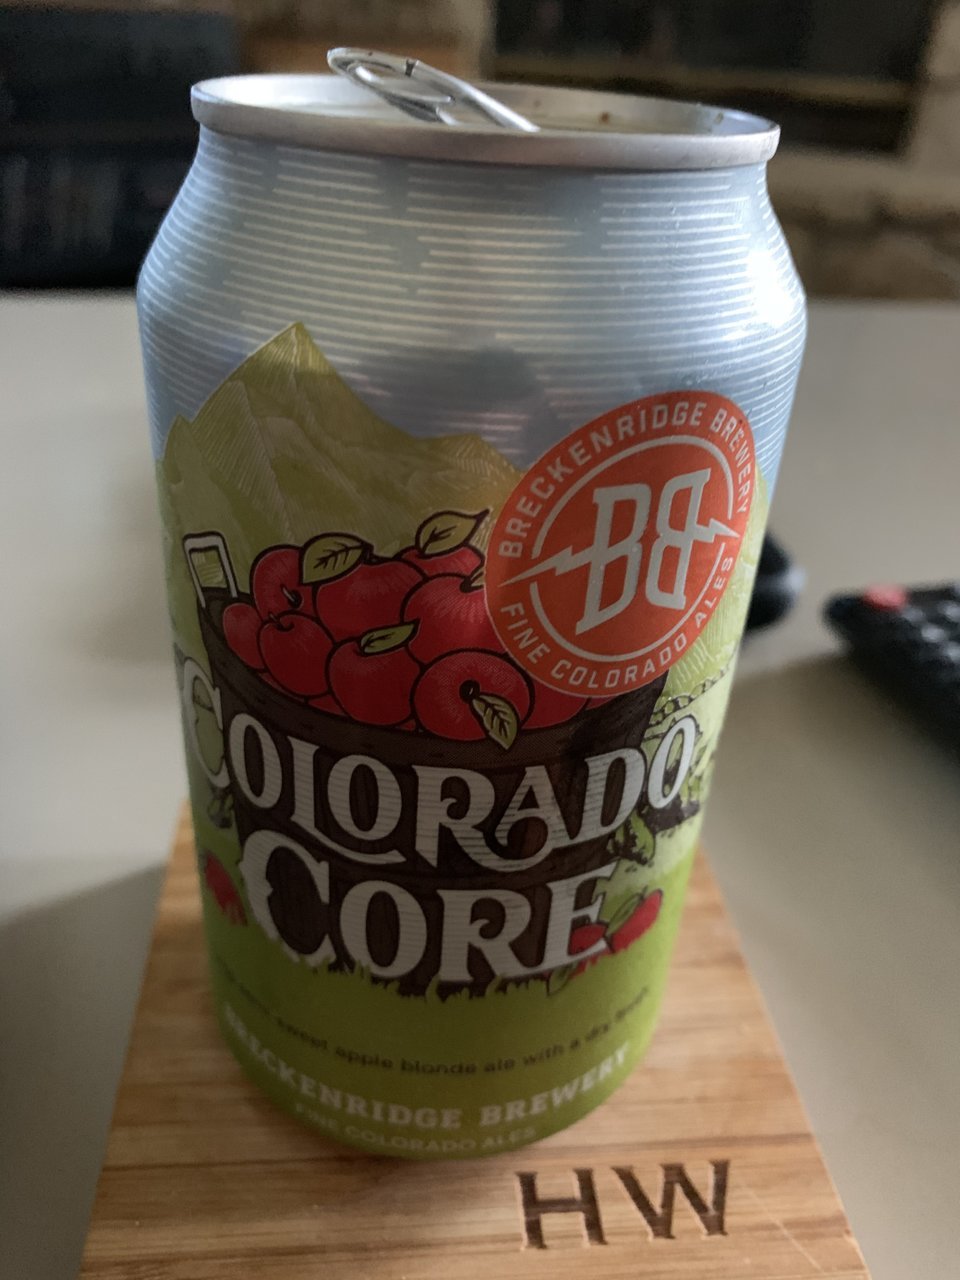 BRECKENRIDGE BREWERY
BB
FINE COLORADO ALES
COLORADO
CORE
sweet apple blonde ale with a dry finish
BRECKENRIDGE BREWERY
FINE COLORADO ALES
HW